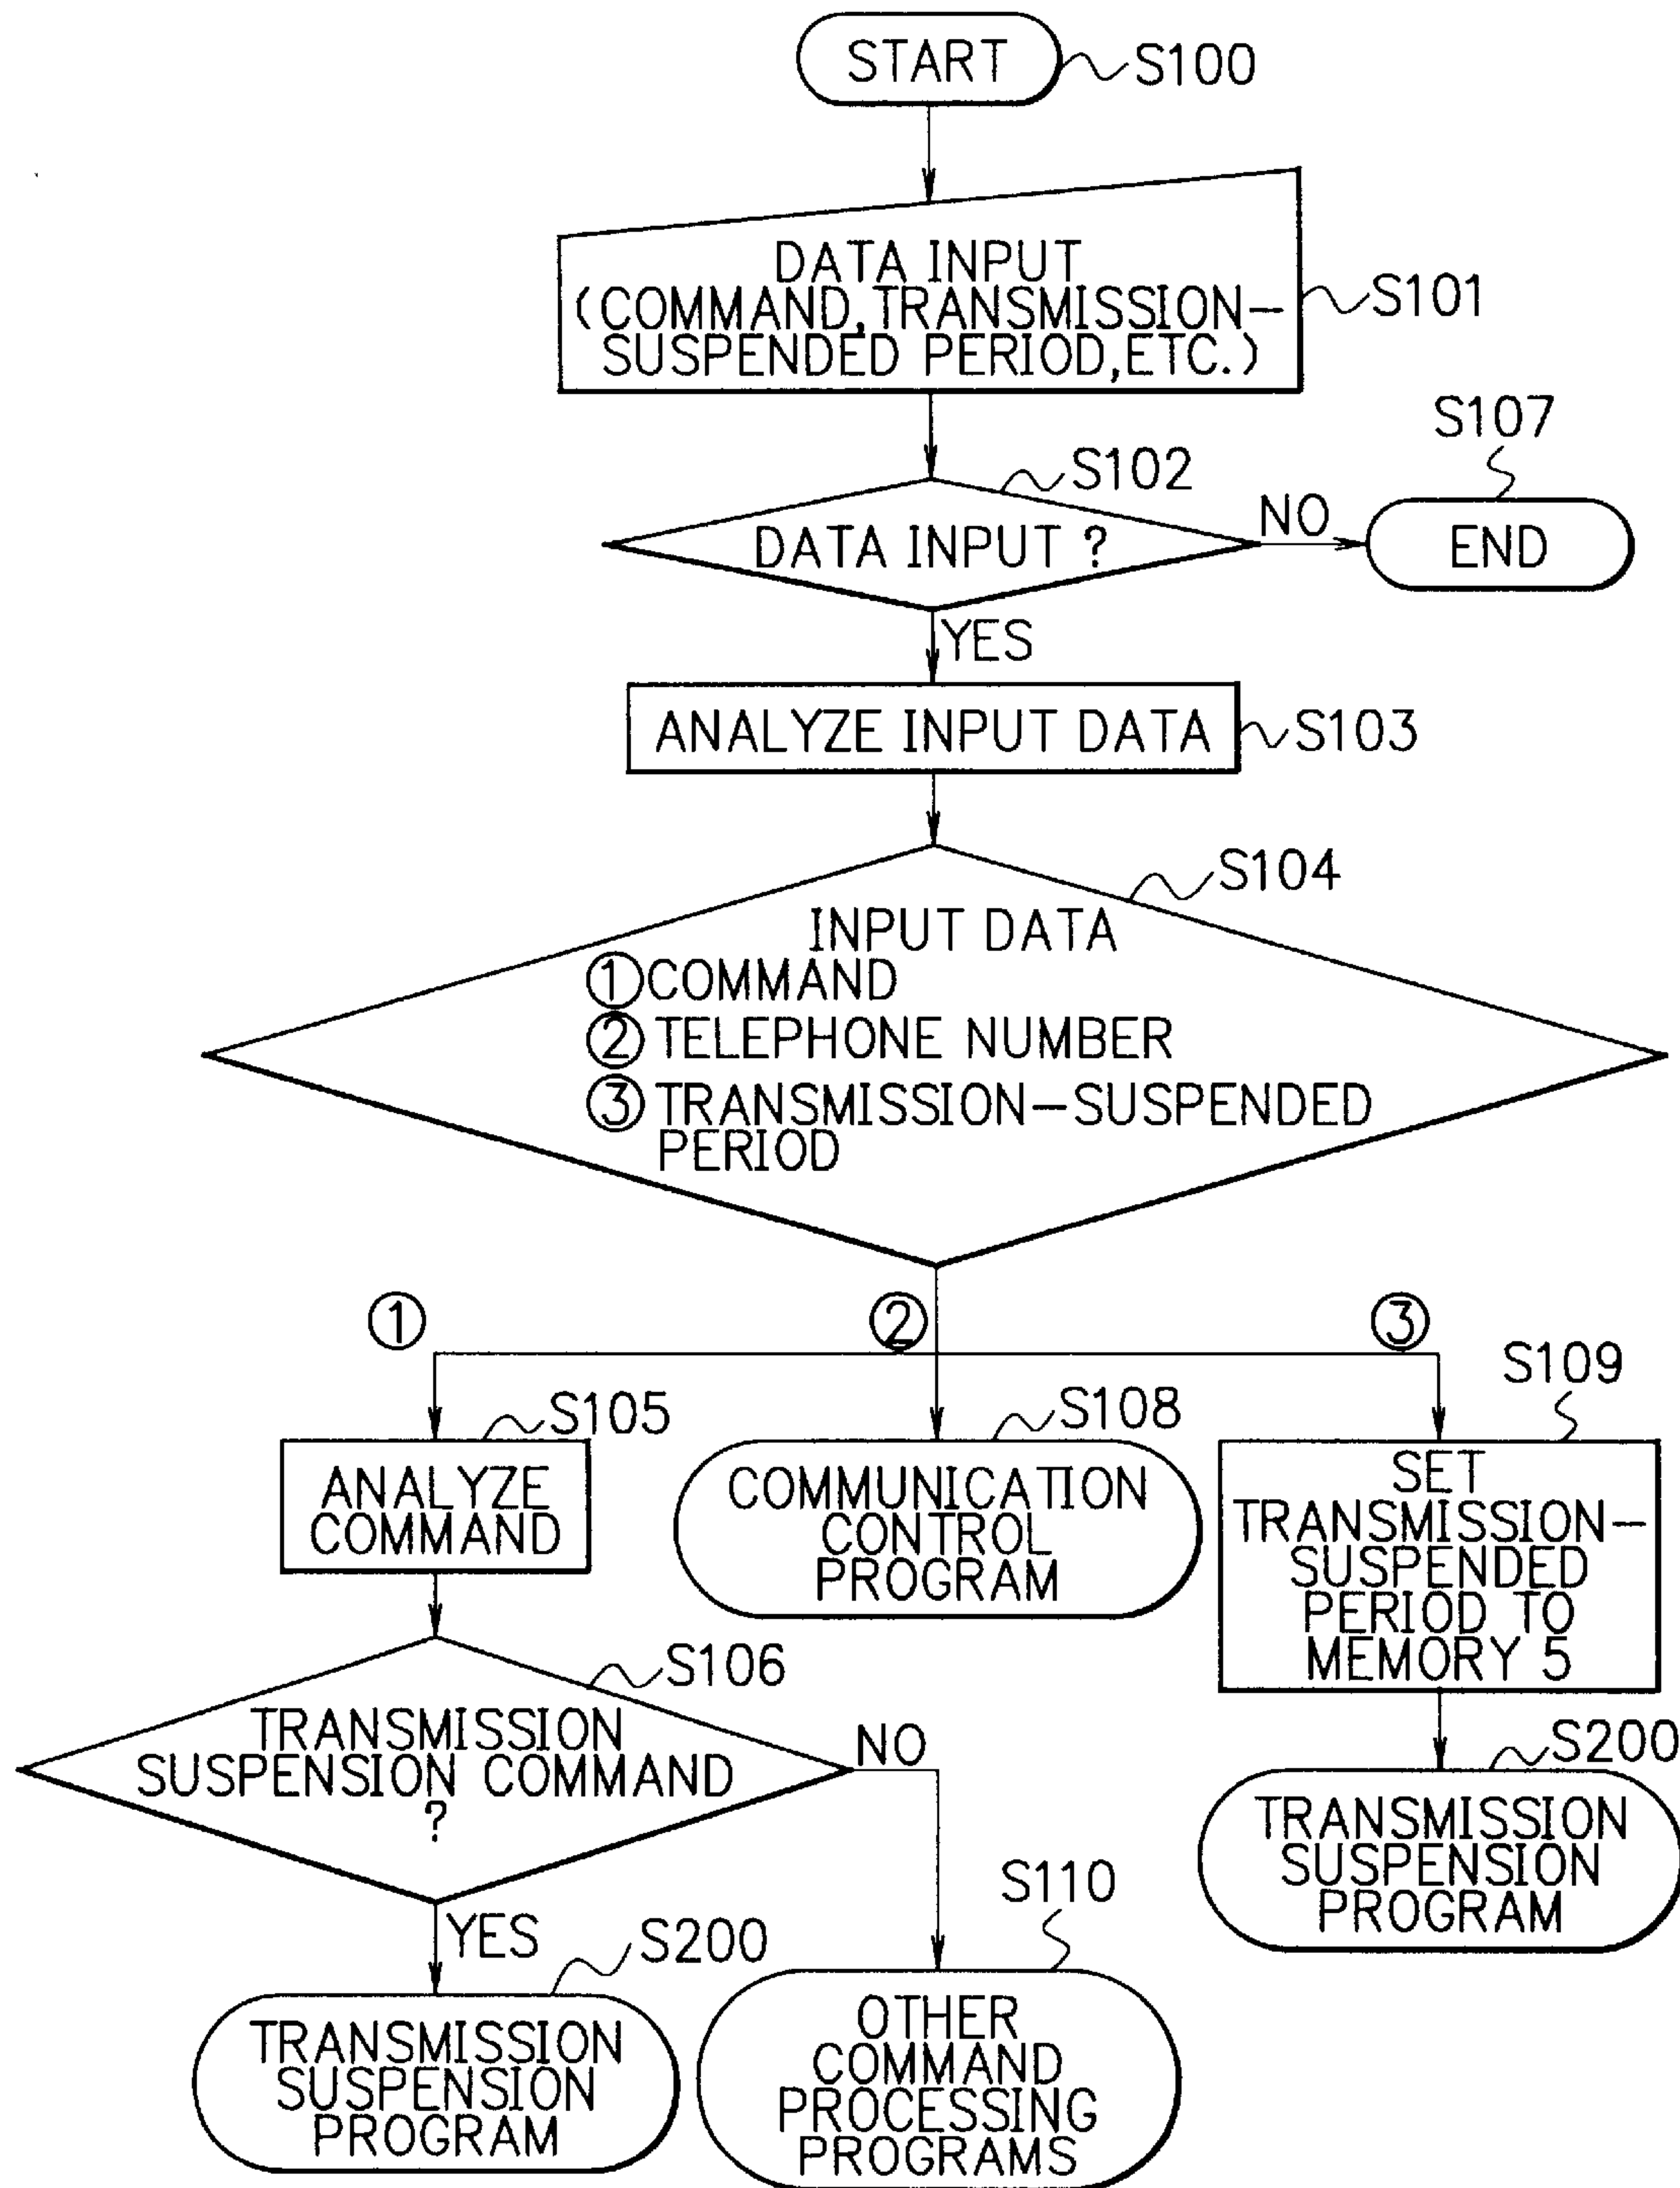 START
S100
DATA INPUT
(COMMAND,TRANSMISSION-
SUSPENDED PERIOD,ETC.)
S101
S107
S102
DATA INPUT ?
NO
END
YES
ANALYZE INPUT DATA
S103
S104
INPUT DATA
① COMMAND
② TELEPHONE NUMBER
③ TRANSMISSION-SUSPENDED
PERIOD
①
②
③
S105
ANALYZE
COMMAND
S108
COMMUNICATION
CONTROL
PROGRAM
S109
SET
TRANSMISSION-
SUSPENDED
PERIOD TO
MEMORY 5
S106
TRANSMISSION
SUSPENSION COMMAND
?
NO
S200
TRANSMISSION
SUSPENSION
PROGRAM
YES
S200
TRANSMISSION
SUSPENSION
PROGRAM
S110
OTHER
COMMAND
PROCESSING
PROGRAMS